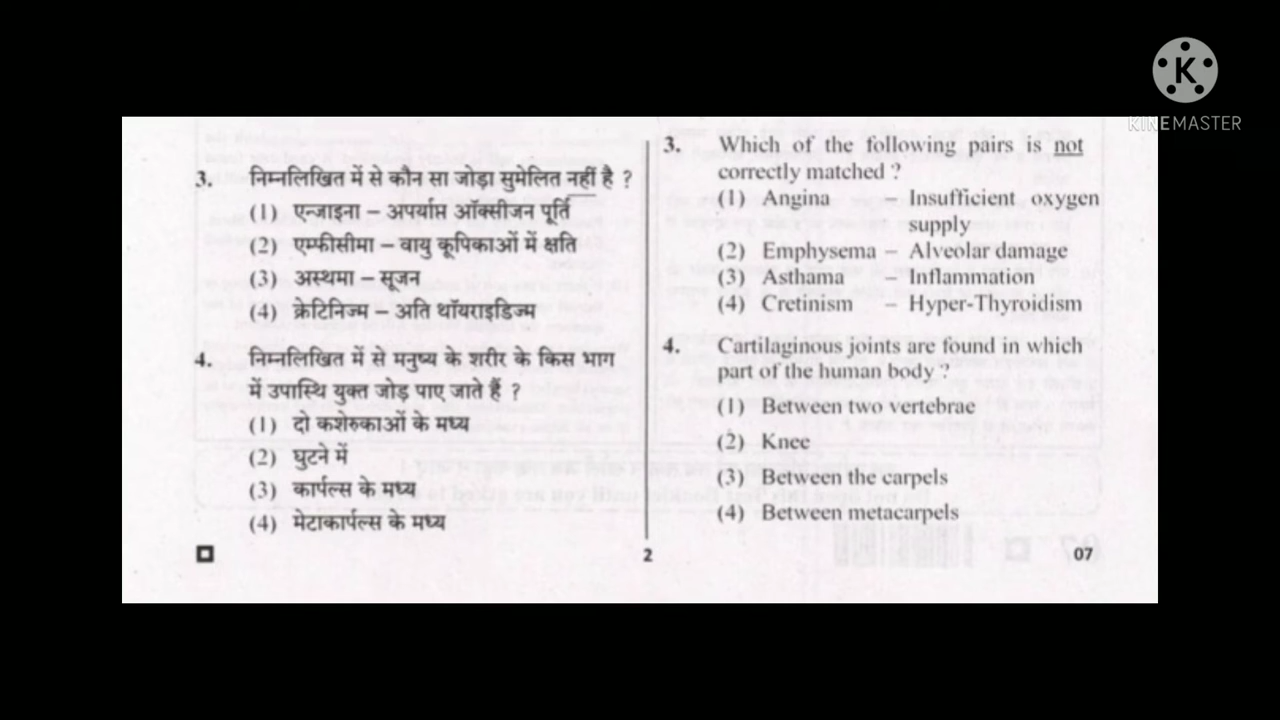 KINEMASTER
3. निम्नलिखित में से कौन सा जोड़ा सुमेलित नहीं है ?
(1) एन्जाइना – अपर्याप्त ऑक्सीजन पूर्ति
(2) एम्फीसीमा – वायु कूपिकाओं में क्षति
(3) अस्थमा – सूजन
(4) क्रेटिनिज्म – अति थॉयराइडिज्म
4. निम्नलिखित में से मनुष्य के शरीर के किस भाग
में उपास्थि युक्त जोड़ पाए जाते हैं ?
(1) दो कशेरुकाओं के मध्य
(2) घुटने में
(3) कार्पल्स के मध्य
(4) मेटाकार्पल्स के मध्य
3. Which of the following pairs is not
correctly matched ?
(1) Angina – Insufficient oxygen
supply
(2) Emphysema – Alveolar damage
(3) Asthama – Inflammation
(4) Cretinism – Hyper-Thyroidism
4. Cartilaginous joints are found in which
part of the human body ?
(1) Between two vertebrae
(2) Knee
(3) Between the carpels
(4) Between metacarpels
2
07